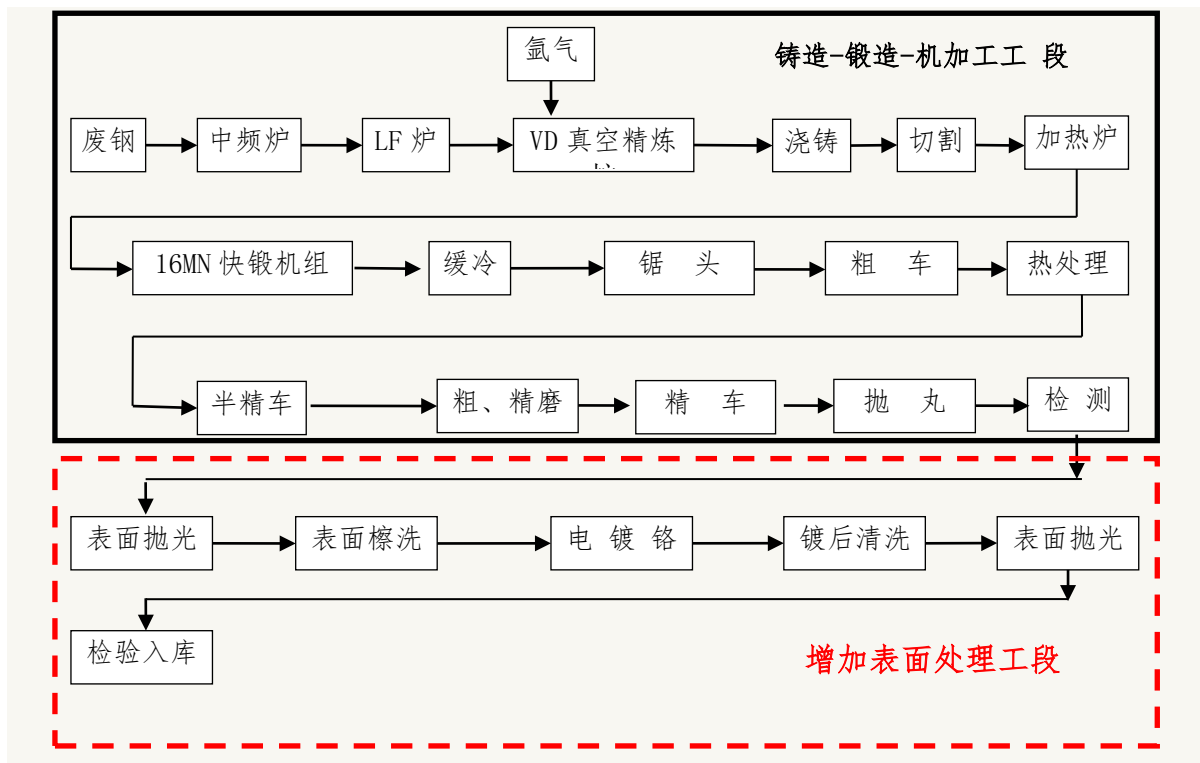 氩气
铸造-锻造-机加工工 段
废钢
中频炉
LF 炉
VD 真空精炼
浇铸
切割
加热炉
16MN 快锻机组
缓冷
锯 头
粗 车
热处理
半精车
粗、精磨
精 车
抛 丸
检 测
表面抛光
表面檫洗
电 镀 铬
镀后清洗
表面抛光
检验入库
增加表面处理工段